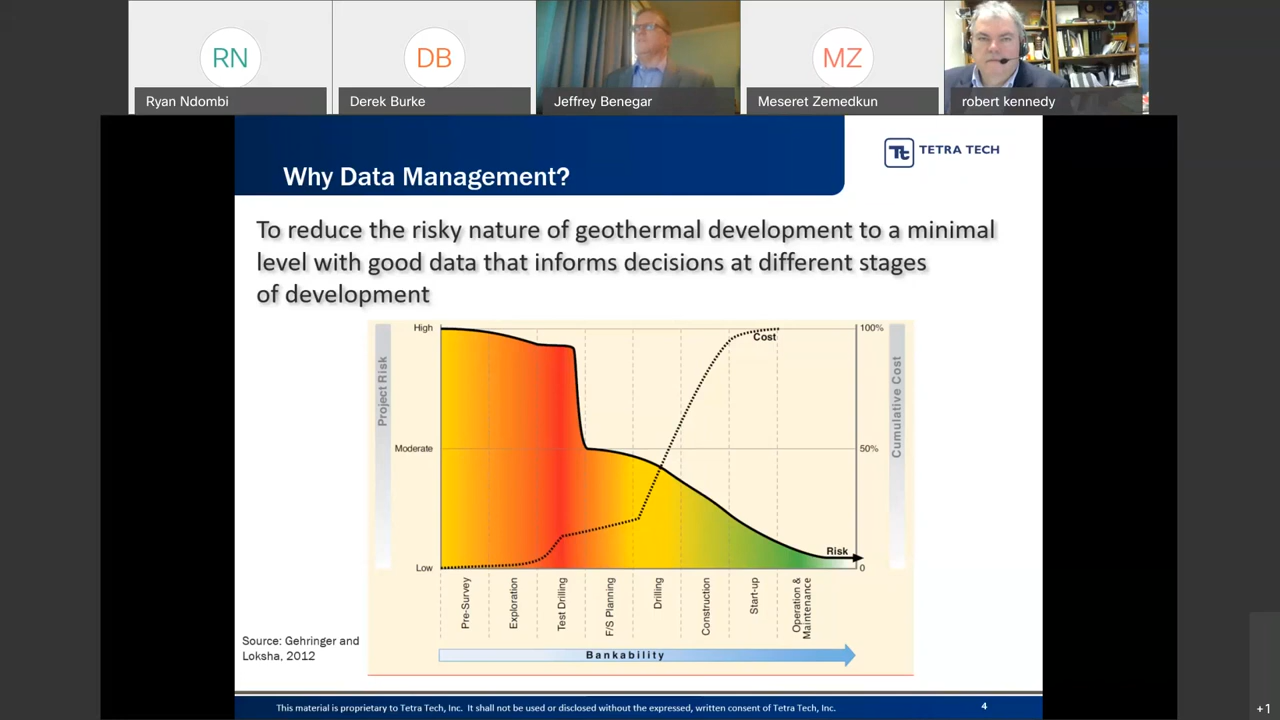 RN
DB
MZ
Ryan Ndombi
Derek Burke
Jeffrey Benegar
Meseret Zemedkun
robert kennedy
Why Data Management?
Tt TETRA TECH
To reduce the risky nature of geothermal development to a minimal
level with good data that informs decisions at different stages
of development
Project Risk
High
Moderate
Low
Cost
Risk
100%
50%
0
Cumulative Cost
Pre-Survey
Exploration
Test Drilling
F/S Planning
Drilling
Construction
Start-up
Operation &
Maintenance
Bankability
Source: Gehringer and
Loksha, 2012
This material is proprietary to Tetra Tech, Inc. It shall not be used or disclosed without the expressed, written consent of Tetra Tech, Inc.
4
+1